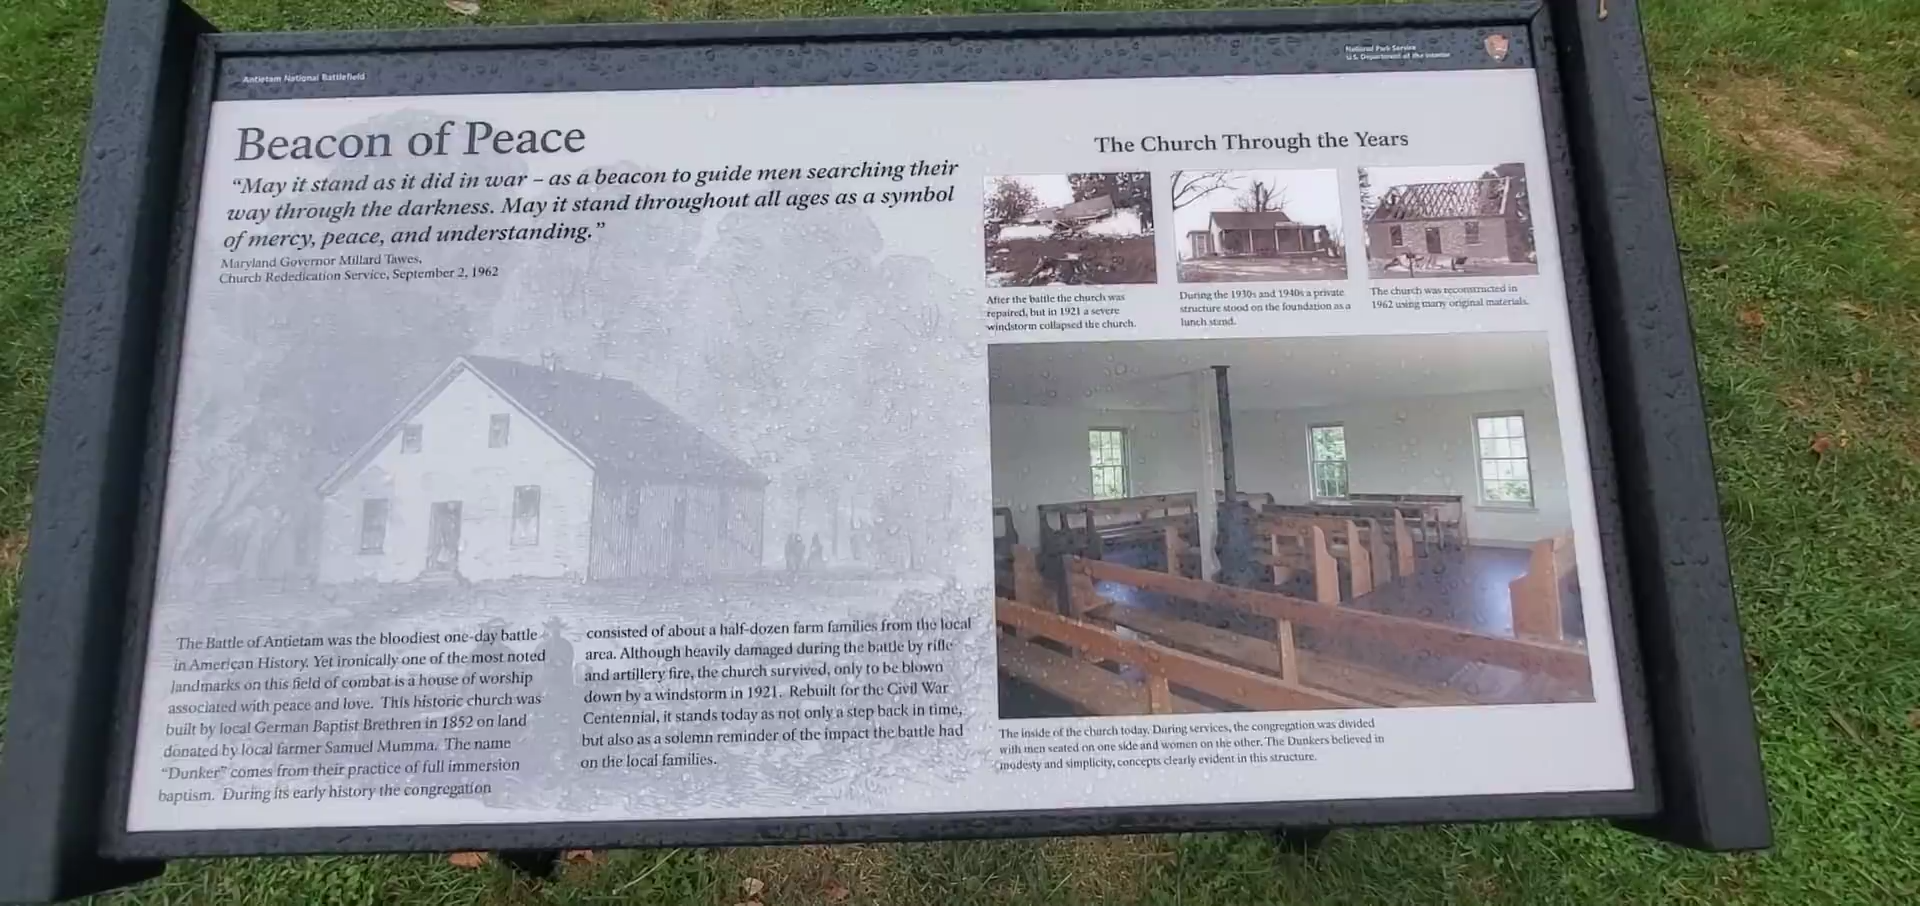 Antietam National Battlefield
National Park Service
U.S. Department of the Interior
Beacon of Peace
“May it stand as it did in war – as a beacon to guide men searching their
way through the darkness. May it stand throughout all ages as a symbol
of mercy, peace, and understanding.”
Maryland Governor Millard Tawes,
Church Rededication Service, September 2, 1962
The Battle of Antietam was the bloodiest one-day battle
in American History. Yet ironically one of the most noted
landmarks on this field of combat is a house of worship
associated with peace and love. This historic church was
built by local German Baptist Brethren in 1852 on land
donated by local farmer Samuel Mumma. The name
“Dunker” comes from their practice of full immersion
baptism. During its early history the congregation
consisted of about a half-dozen farm families from the local
area. Although heavily damaged during the battle by rifle
and artillery fire, the church survived, only to be blown
down by a windstorm in 1921. Rebuilt for the Civil War
Centennial, it stands today as not only a step back in time,
but also as a solemn reminder of the impact the battle had
on the local families.
The Church Through the Years
After the battle the church was
repaired, but in 1921 a severe
windstorm collapsed the church.
During the 1930s and 1940s a private
structure stood on the foundation as a
lunch stand.
The church was reconstructed in
1962 using many original materials.
The inside of the church today. During services, the congregation was divided
with men seated on one side and women on the other. The Dunkers believed in
modesty and simplicity, concepts clearly evident in this structure.